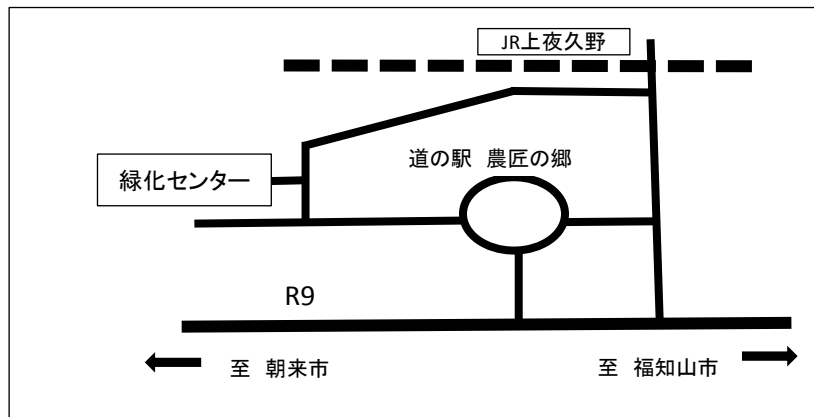 JR上夜久野
道の駅 農匠の郷
緑化センター
R9
至 朝来市
至 福知山市